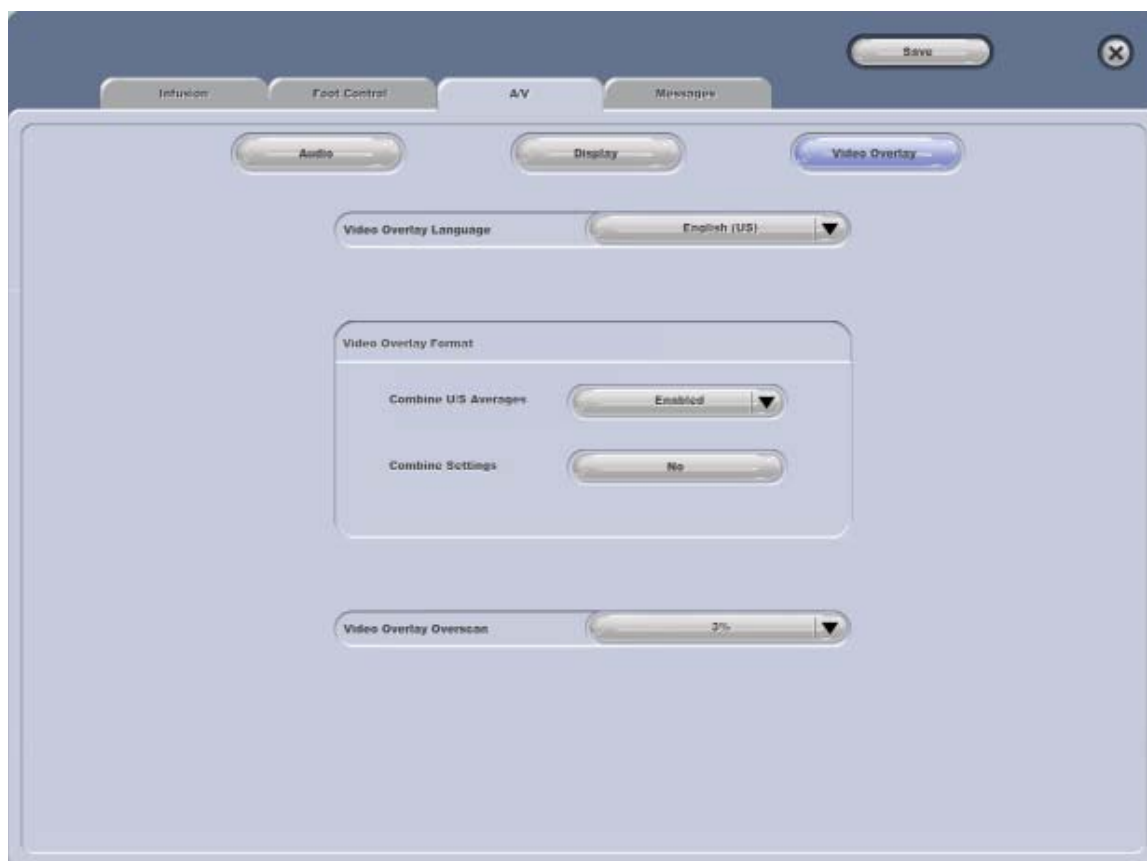 Save
Infusion
Foot Control
A/V
Messages
Audio
Display
Video Overlay
Video Overlay Language
English (US)
Video Overlay Format
Combine U/S Averages
Enabled
Combine Settings
No
Video Overlay Overscan
3%